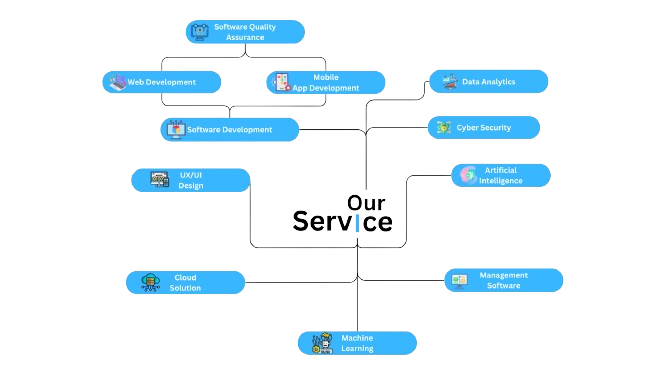 Software Quality
Assurance
Web Development
Mobile
App Development
Data Analytics
Software Development
Cyber Security
UX/UI
Design
Artificial
Intelligence
Our
Service
Cloud
Solution
Management
Software
Machine
Learning